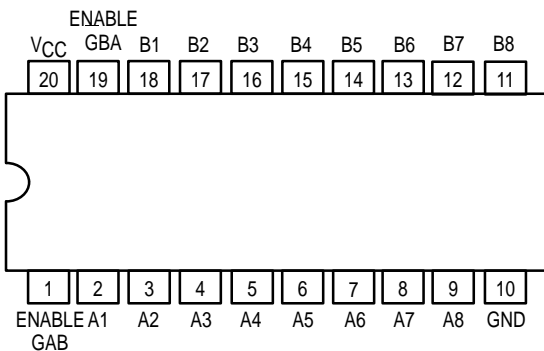 ENABLE
VCC GBA B1 B2 B3 B4 B5 B6 B7 B8
20 19 18 17 16 15 14 13 12 11
1 2 3 4 5 6 7 8 9 10
ENABLE A1 A2 A3 A4 A5 A6 A7 A8 GND
GAB